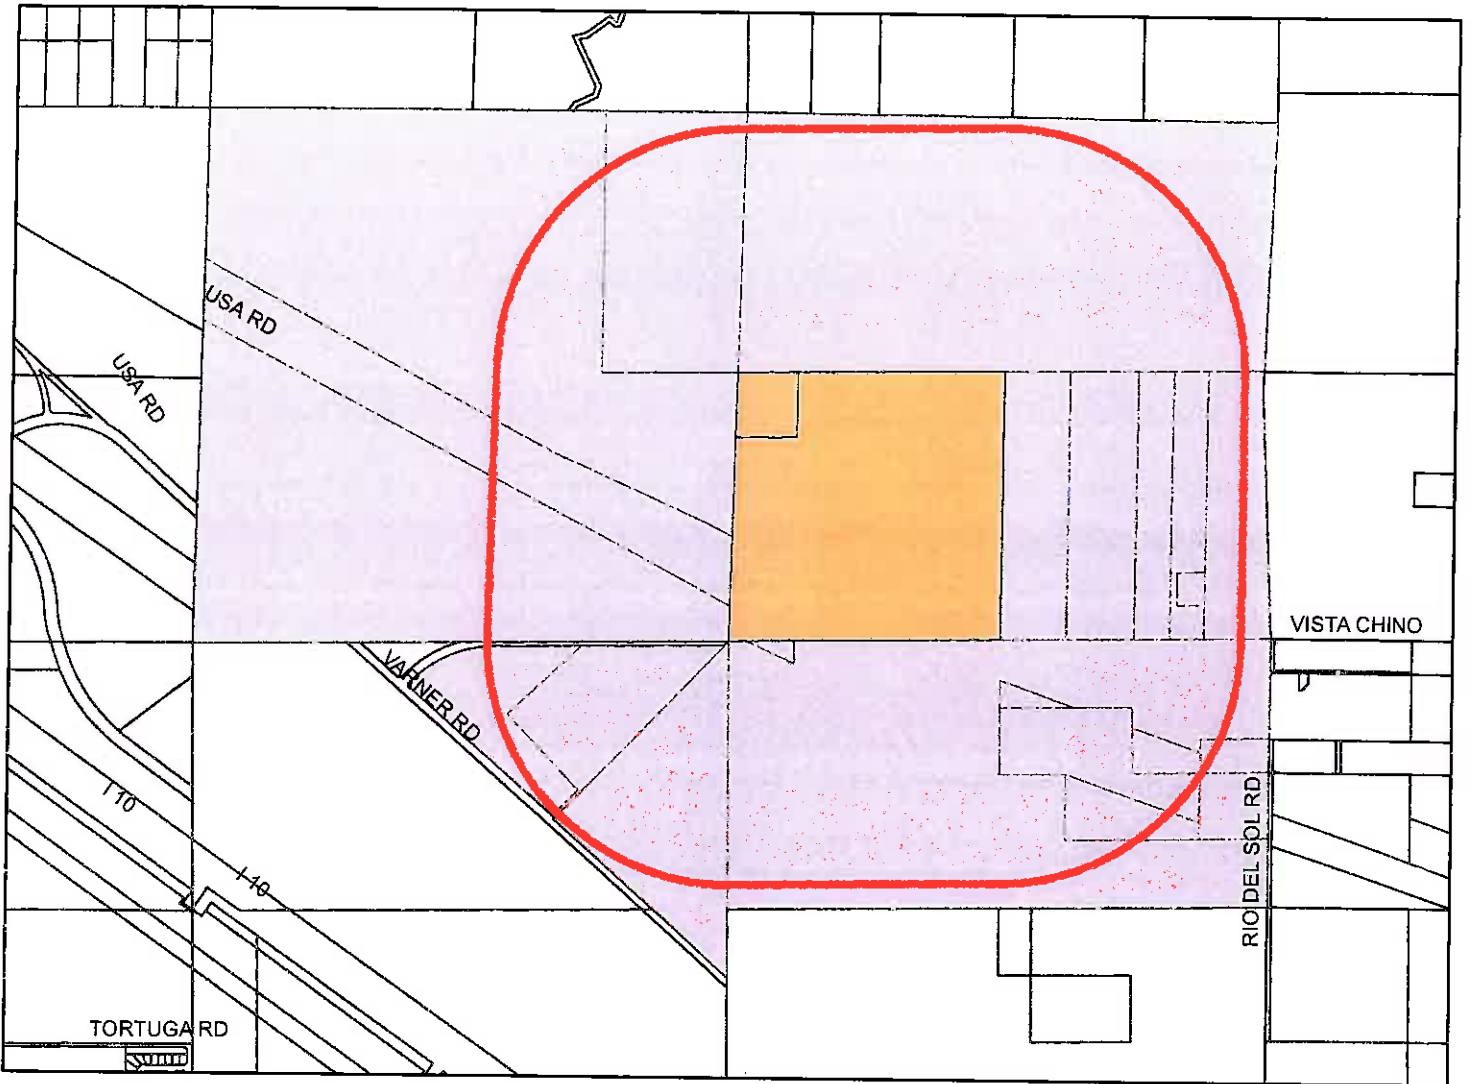 USA RD
USA RD
VISTA CHINO
VARNER RD
I 10
I 10
RIO DEL SOL RD
TORTUGA RD